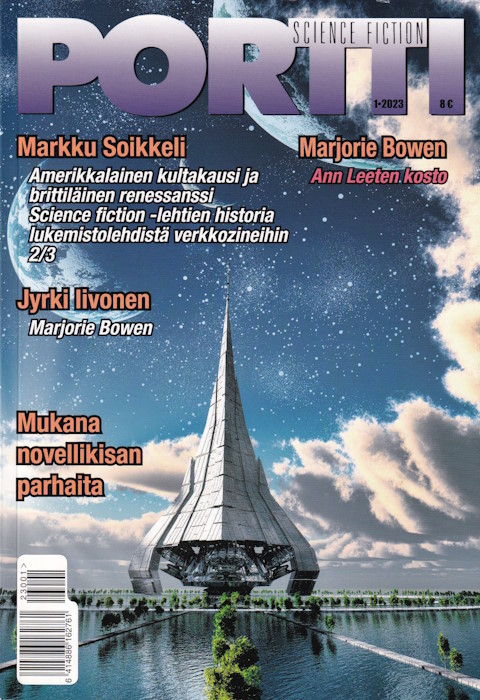 PORTTI
SCIENCE FICTION
1•2023 8 €
Markku Soikkeli
Amerikkalainen kultakausi ja
brittiläinen renessanssi
Science fiction -lehtien historia
lukemistolehdistä verkkozineihin
2/3
Marjorie Bowen
Ann Leeten kosto
Jyrki Iivonen
Marjorie Bowen
Mukana
novellikisan
parhaita
23001>
6 414886 162761